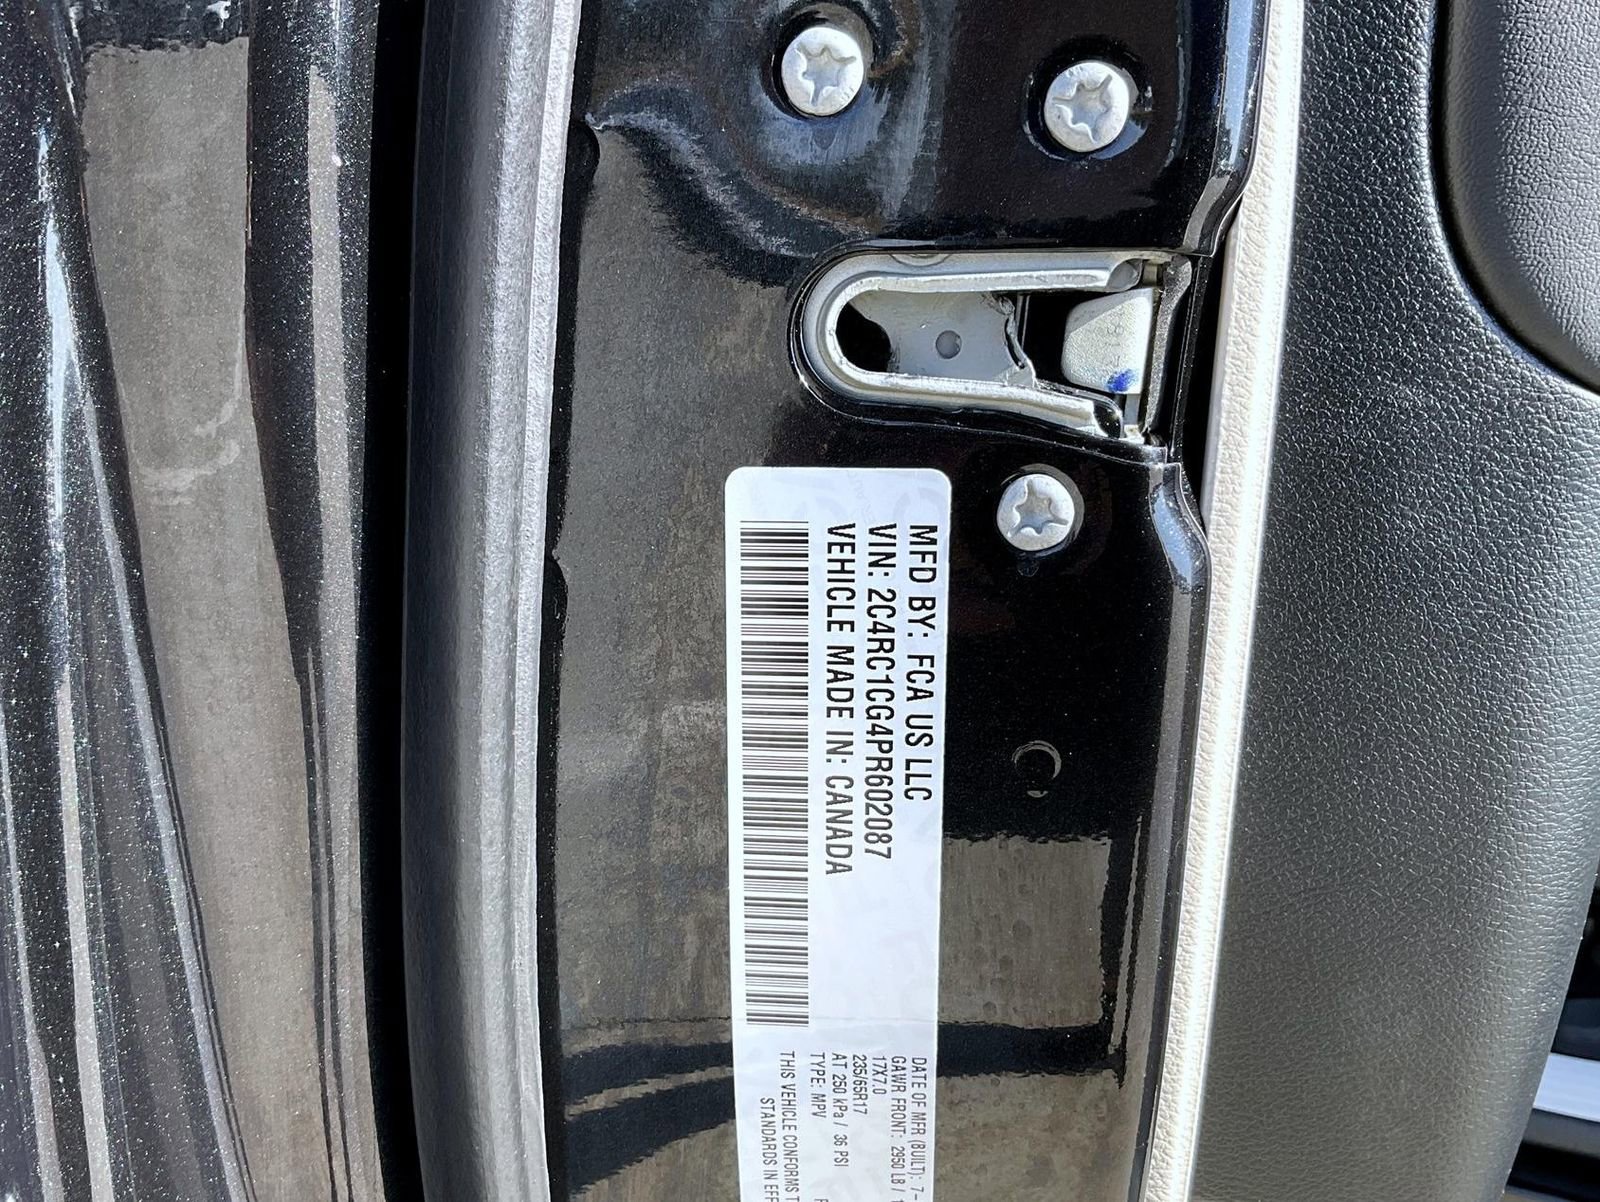 MFD BY: FCA US LLC
VIN: 2C4RC1CG4PR602087
VEHICLE MADE IN: CANADA
DATE OF MFR (BUILT): 7-
GAWR FRONT: 2950 LB /
17X7.0
235/65R17
AT 250 kPa / 36 PSI
TYPE: MPV
THIS VEHICLE CONFORMS T
STANDARDS IN EFF